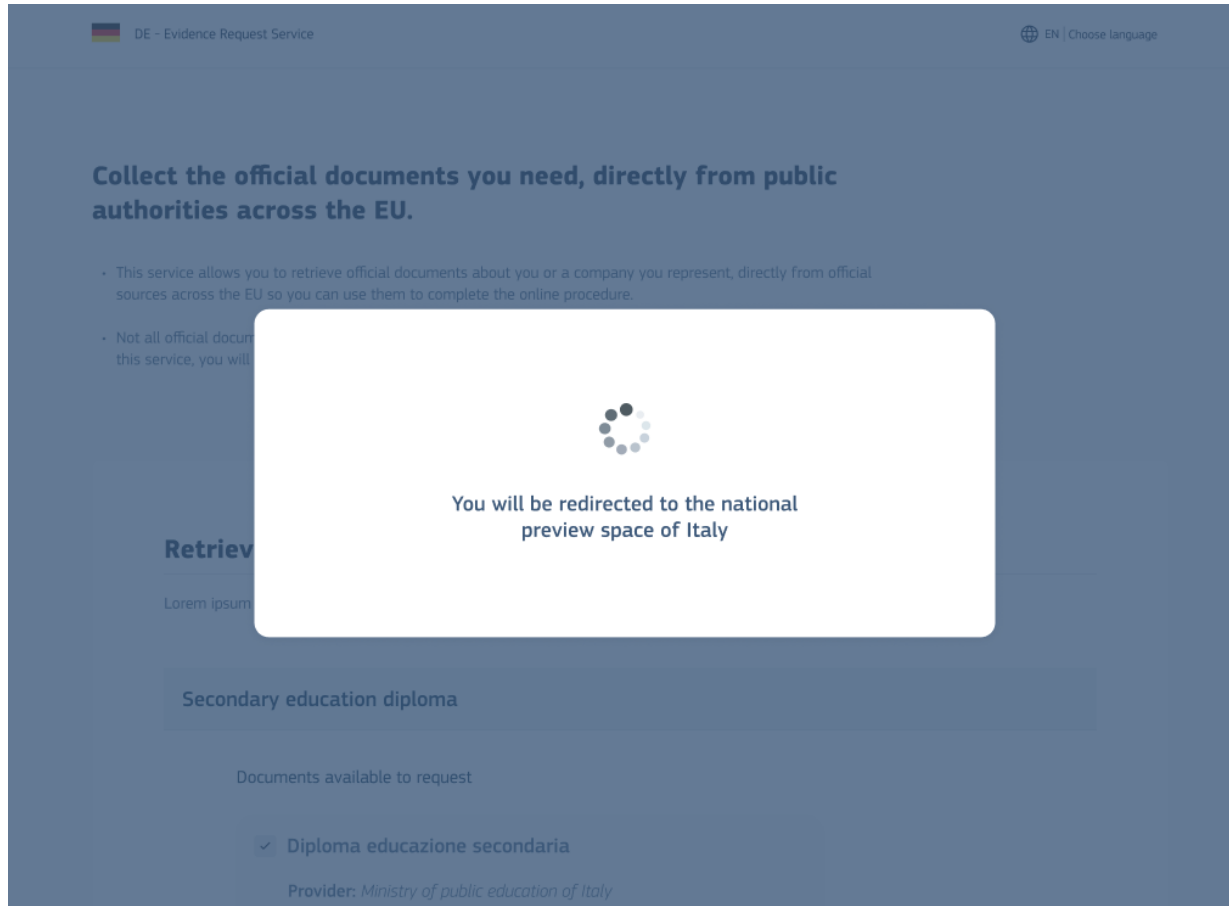 DE - Evidence Request Service
EN | Choose language
Collect the official documents you need, directly from public
authorities across the EU.
• This service allows you to retrieve official documents about you or a company you represent, directly from official
sources across the EU so you can use them to complete the online procedure.
• Not all official docum
this service, you will
You will be redirected to the national
preview space of Italy
Retriev
Lorem ipsum
Secondary education diploma
Documents available to request
Diploma educazione secondaria
Provider: Ministry of public education of Italy